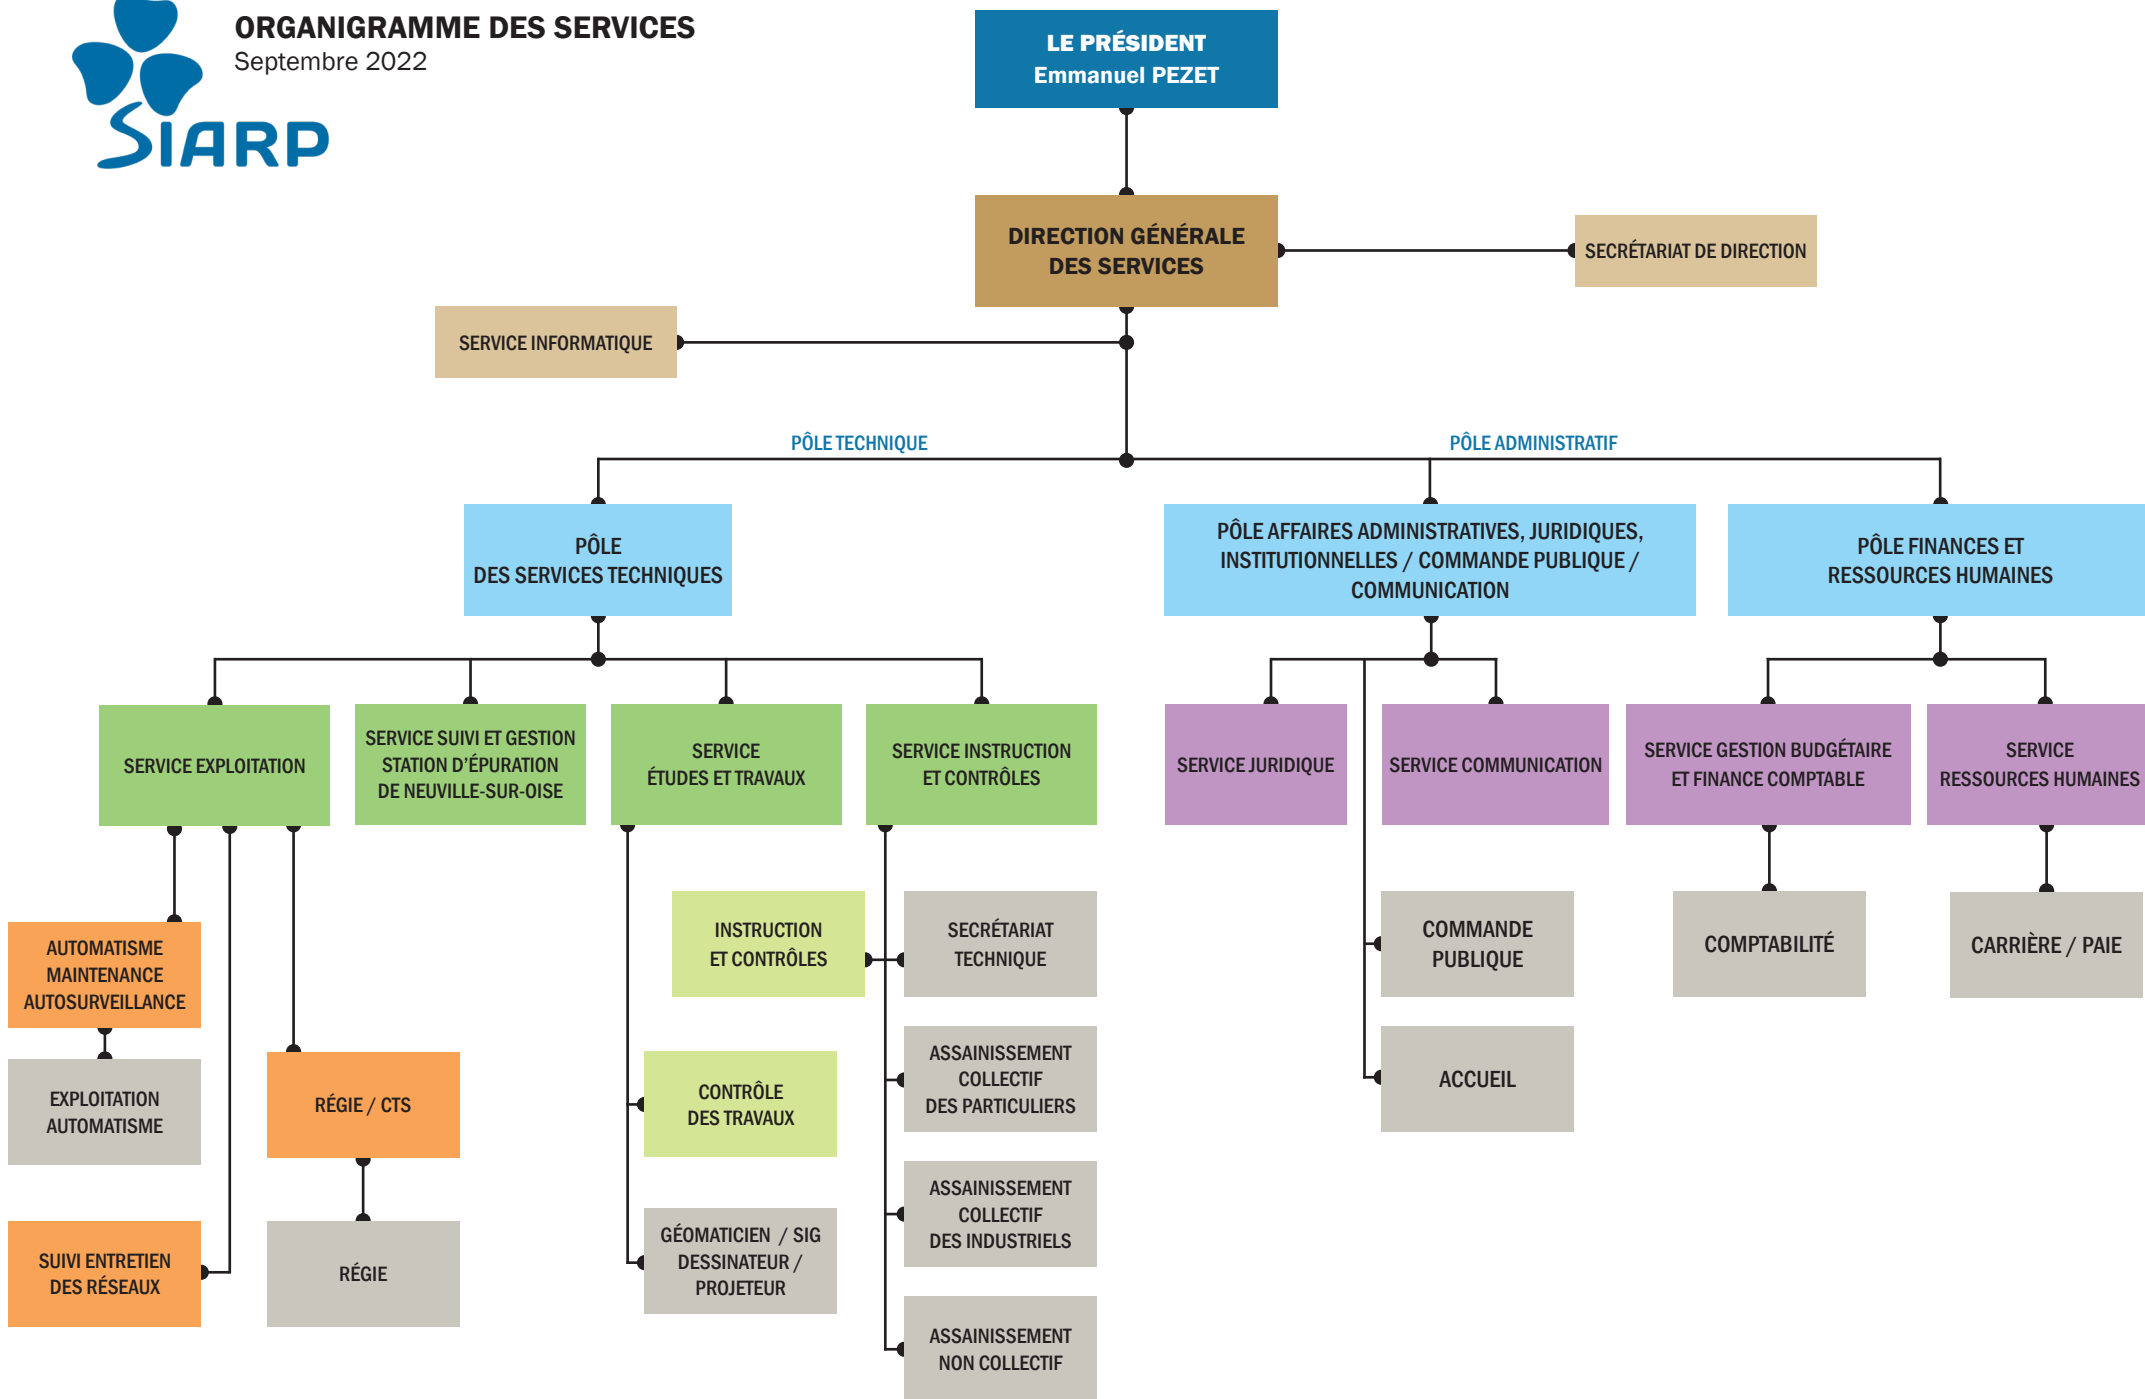 ORGANIGRAMME DES SERVICES
Septembre 2022
SIARP
LE PRÉSIDENT
Emmanuel PEZET
DIRECTION GÉNÉRALE
DES SERVICES
SECRÉTARIAT DE DIRECTION
SERVICE INFORMATIQUE
PÔLE TECHNIQUE
PÔLE ADMINISTRATIF
PÔLE
DES SERVICES TECHNIQUES
PÔLE AFFAIRES ADMINISTRATIVES, JURIDIQUES,
INSTITUTIONNELLES / COMMANDE PUBLIQUE /
COMMUNICATION
PÔLE FINANCES ET
RESSOURCES HUMAINES
SERVICE EXPLOITATION
SERVICE SUIVI ET GESTION
STATION D'ÉPURATION
DE NEUVILLE-SUR-OISE
SERVICE
ÉTUDES ET TRAVAUX
SERVICE INSTRUCTION
ET CONTRÔLES
SERVICE JURIDIQUE
SERVICE COMMUNICATION
SERVICE GESTION BUDGÉTAIRE
ET FINANCE COMPTABLE
SERVICE
RESSOURCES HUMAINES
AUTOMATISME
MAINTENANCE
AUTOSURVEILLANCE
INSTRUCTION
ET CONTRÔLES
SECRÉTARIAT
TECHNIQUE
COMMANDE
PUBLIQUE
COMPTABILITÉ
CARRIÈRE / PAIE
EXPLOITATION
AUTOMATISME
RÉGIE / CTS
CONTRÔLE
DES TRAVAUX
ASSAINISSEMENT
COLLECTIF
DES PARTICULIERS
ACCUEIL
SUIVI ENTRETIEN
DES RÉSEAUX
RÉGIE
GÉOMATICIEN / SIG
DESSINATEUR /
PROJETEUR
ASSAINISSEMENT
COLLECTIF
DES INDUSTRIELS
ASSAINISSEMENT
NON COLLECTIF